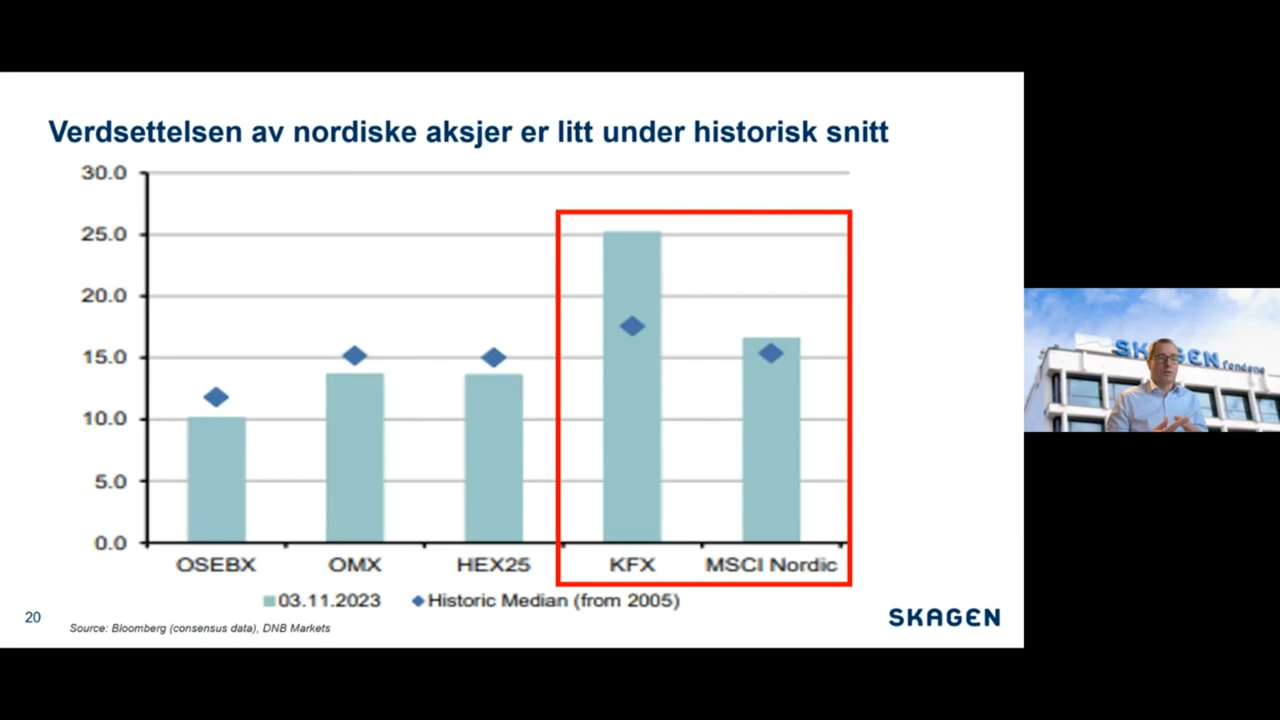 Verdsettelsen av nordiske aksjer er litt under historisk snitt
30.0
25.0
20.0
15.0
10.0
5.0
0.0
OSEBX OMX HEX25 KFX MSCI Nordic
03.11.2023 Historic Median (from 2005)
20
Source: Bloomberg (consensus data), DNB Markets
SKAGEN
SKAGEN fondene